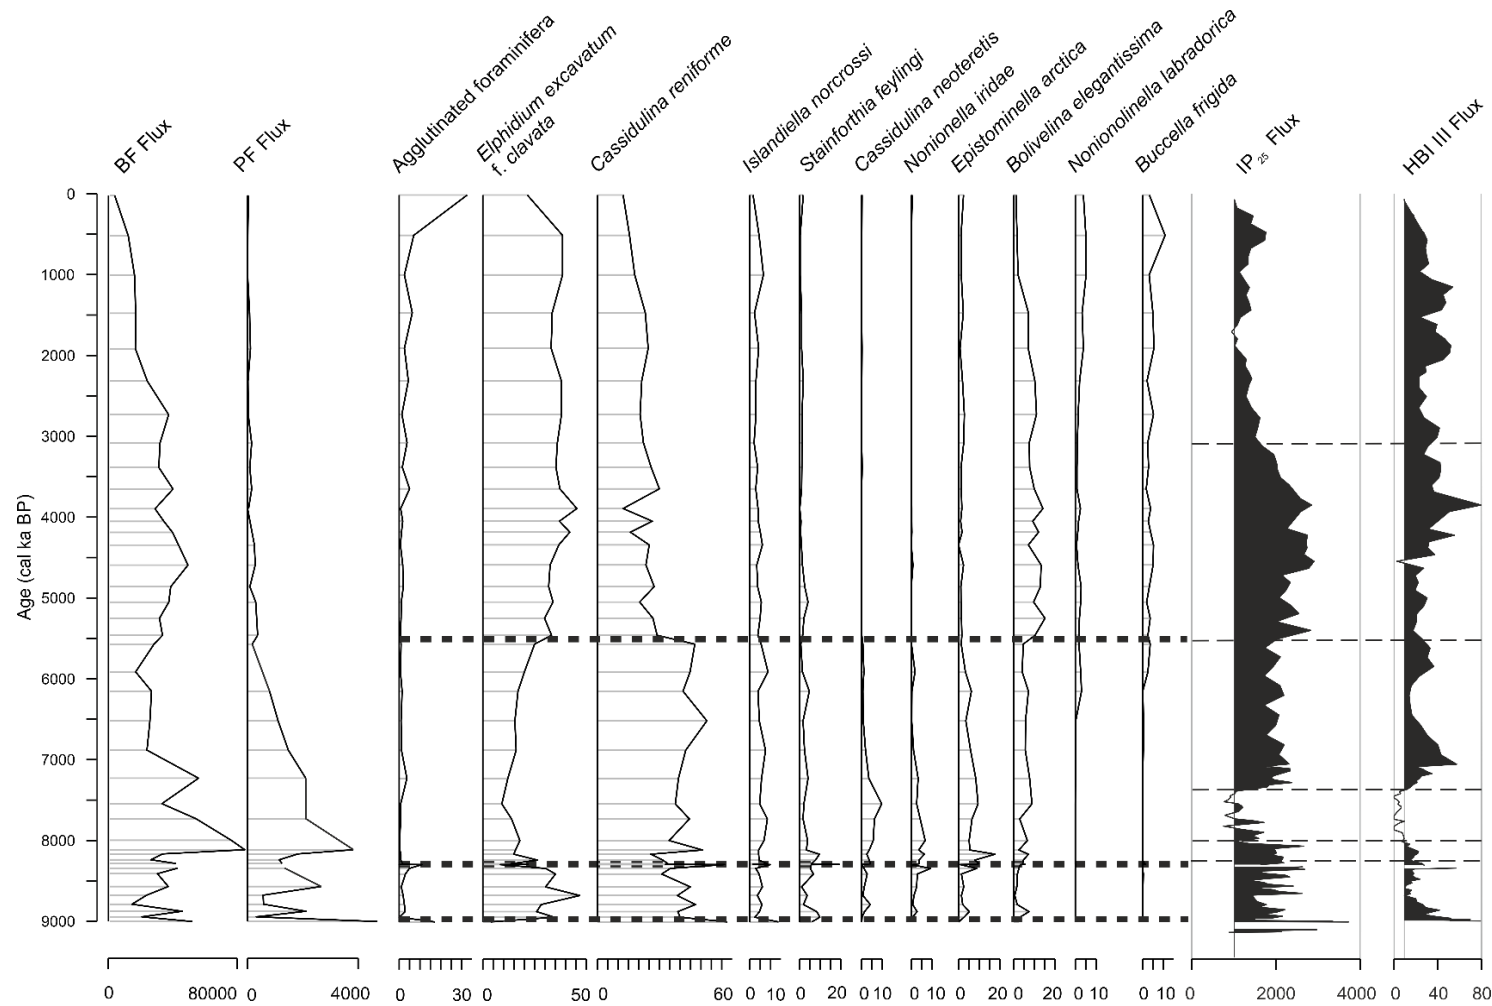 BF Flux
PF Flux
Agglutinated foraminifera
Elphidium excavatum
f. clavata
Cassidulina reniforme
Islandiella norcrossi
Stainforthia feylingi
Cassidulina neoteretis
Nonionella iridae
Epistominella arctica
Bolivelina elegantissima
Nonionolinella labradorica
Buccella frigida
IP25 Flux
HBI III Flux
Age (cal ka BP)
0
1000
2000
3000
4000
5000
6000
7000
8000
9000
0 80000 0 4000 0 30 0 50 0 60 0 10 0 20 0 10 0 10 0 20 0 20 0 10 0 10 0 2000 4000 0 40 80